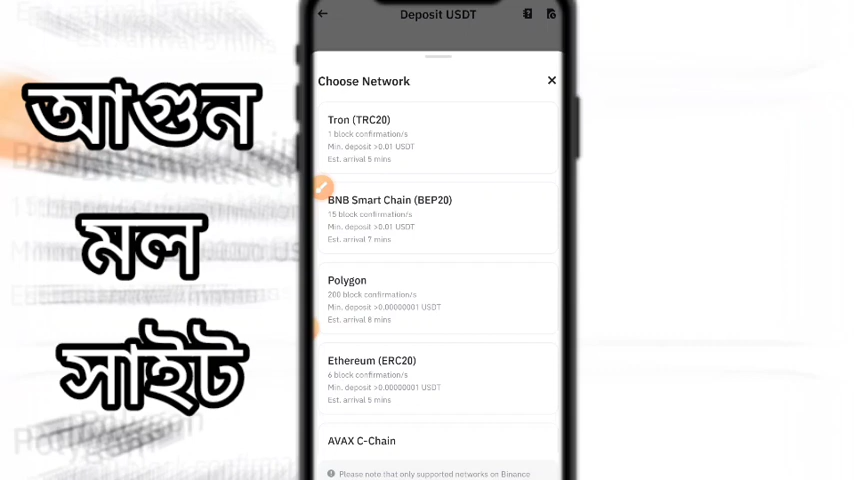 আগুন
মল
সাইট
Deposit USDT
Choose Network
Tron (TRC20)
1 block confirmation/s
Min. deposit >0.01 USDT
Est. arrival 5 mins
BNB Smart Chain (BEP20)
15 block confirmation/s
Min. deposit >0.01 USDT
Est. arrival 7 mins
Polygon
200 block confirmation/s
Min. deposit >0.00000001 USDT
Est. arrival 8 mins
Ethereum (ERC20)
6 block confirmation/s
Min. deposit >0.00000001 USDT
Est. arrival 5 mins
AVAX C-Chain
Please note that only supported networks on Binance